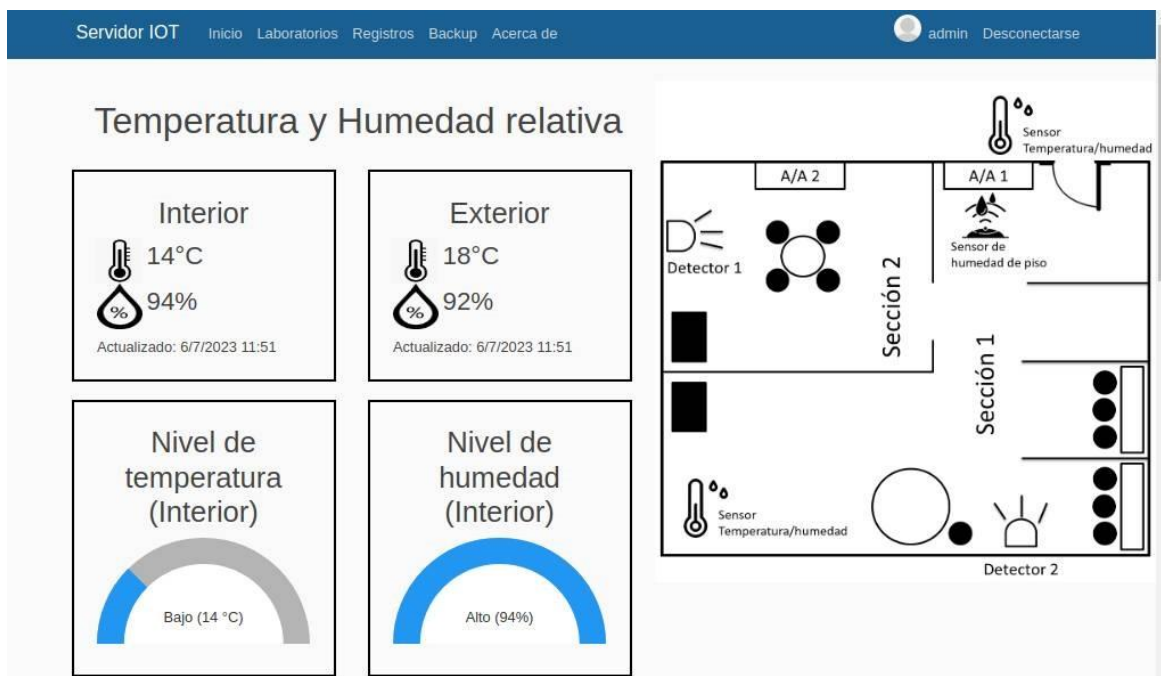 Servidor IOT Inicio Laboratorios Registros Backup Acerca de admin Desconectarse
Temperatura y Humedad relativa
Interior
14°C
%
94%
Actualizado: 6/7/2023 11:51
Exterior
18°C
%
92%
Actualizado: 6/7/2023 11:51
Nivel de
temperatura
(Interior)
Bajo (14 °C)
Nivel de
humedad
(Interior)
Alto (94%)
Sensor
Temperatura/humedad
A/A 2
A/A 1
Sensor de
humedad de piso
Detector 1
Sección 2
Sección 1
Sensor
Temperatura/humedad
Detector 2